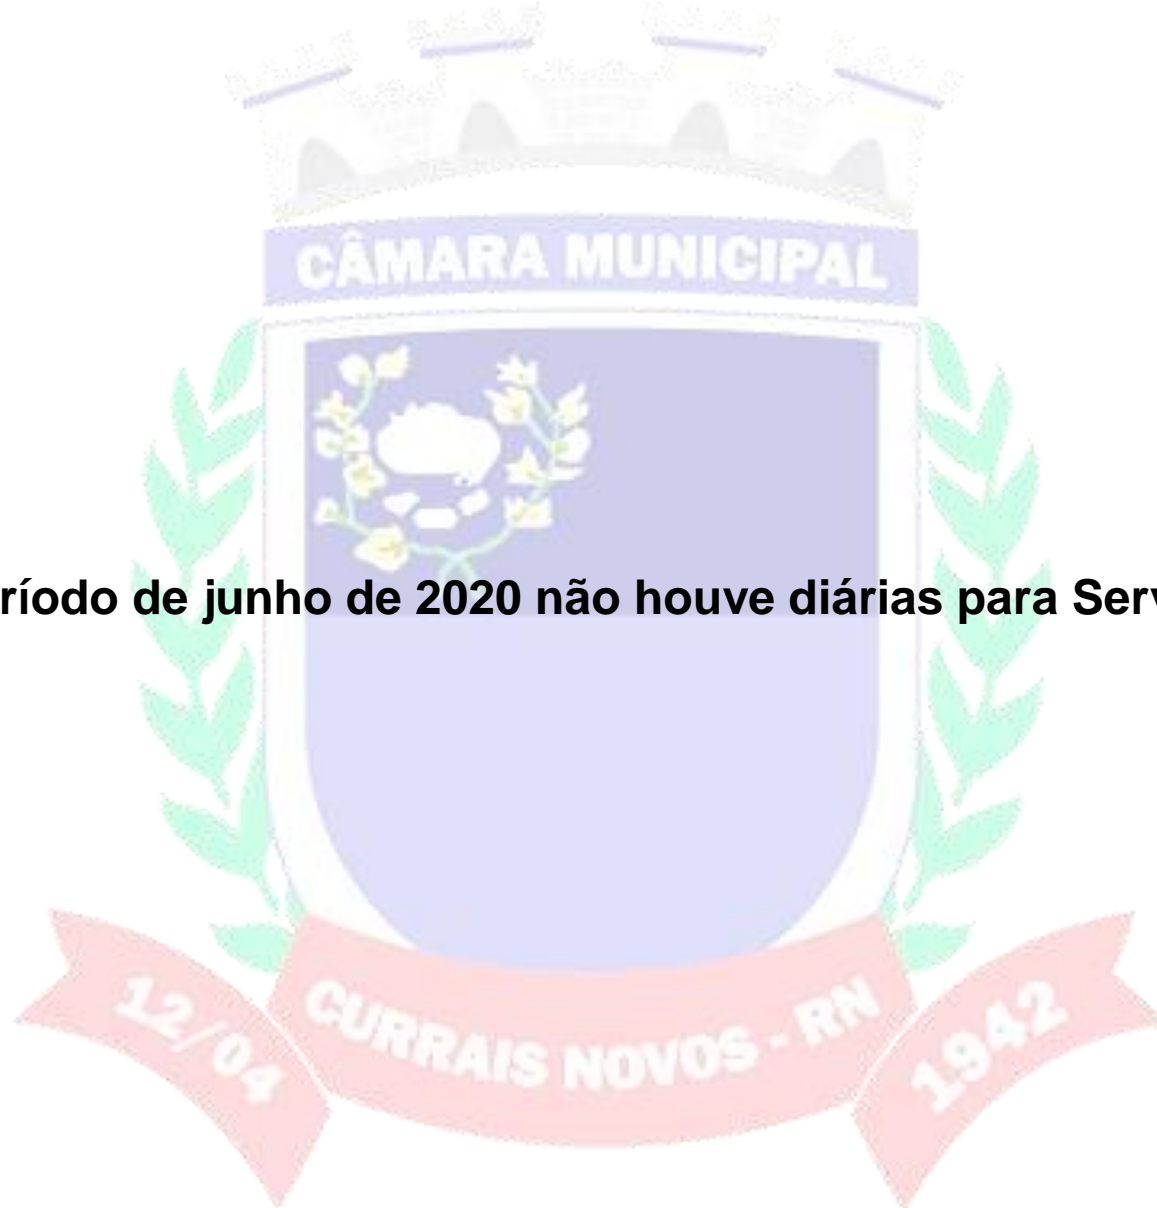 CÂMARA MUNICIPAL
ríodo de junho de 2020 não houve diárias para Serv
12/04
CURRAIS NOVOS - RN
1942